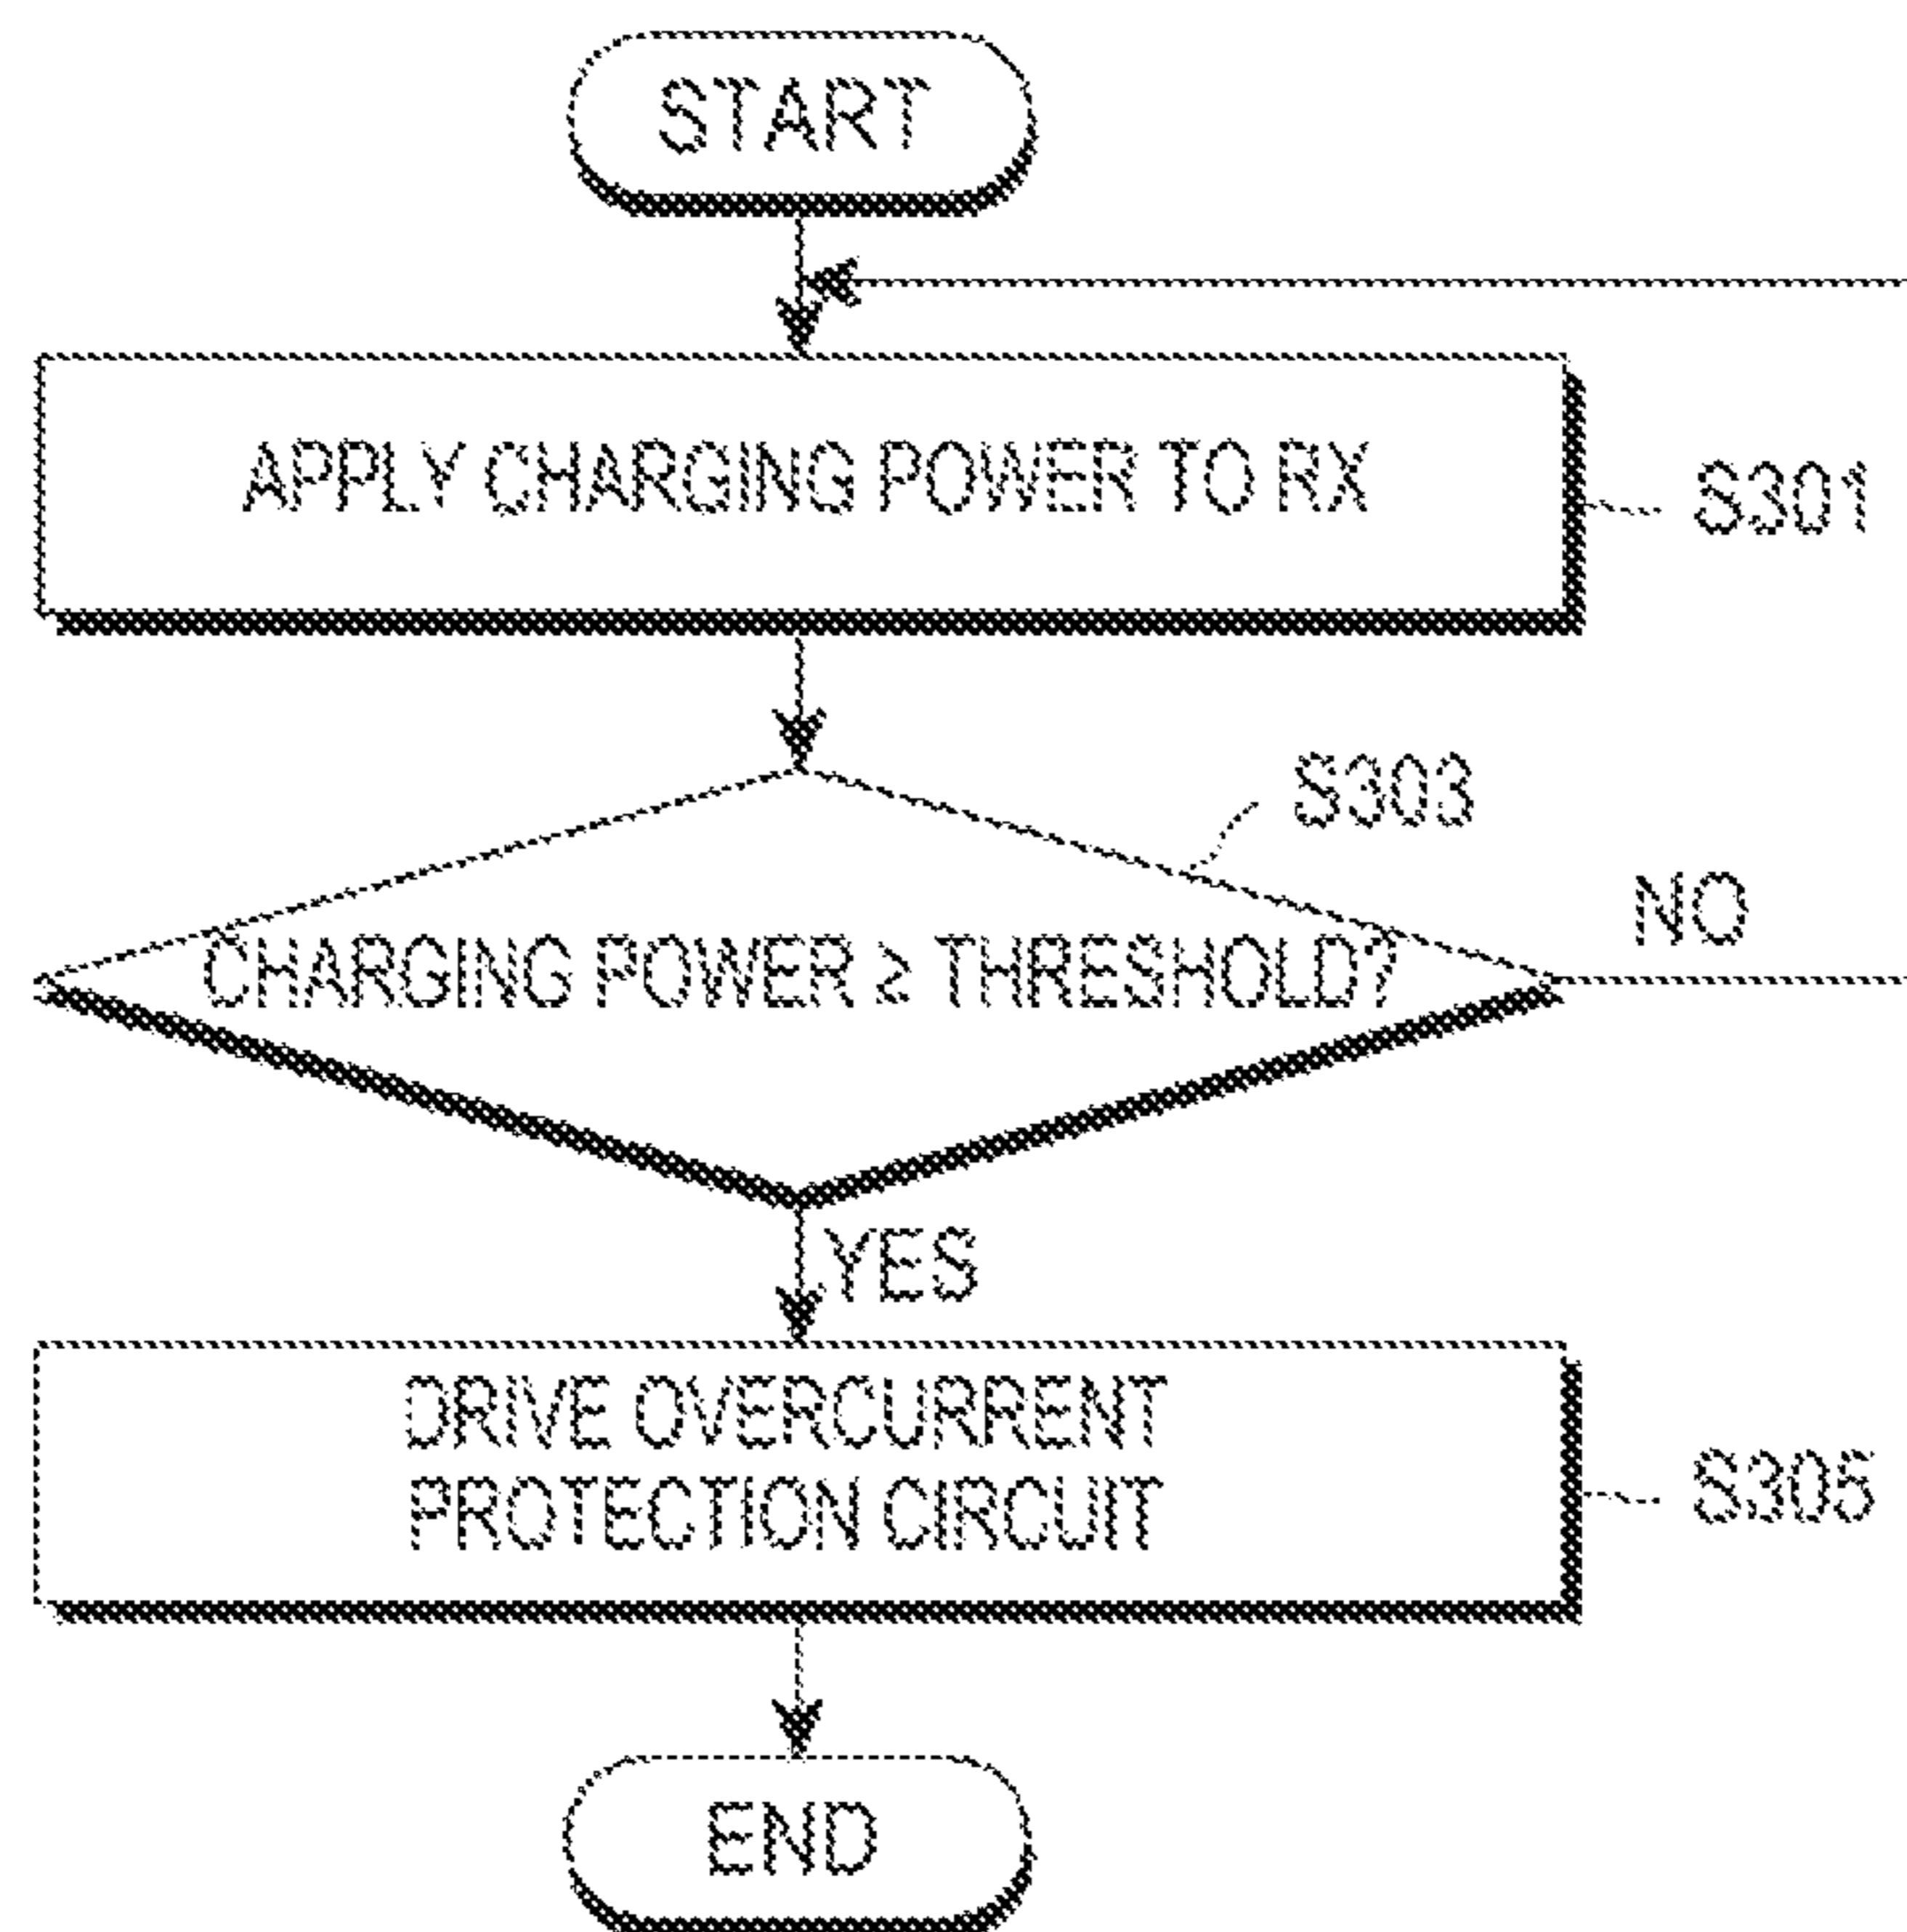 START
APPLY CHARGING POWER TO RX
S301
S303
CHARGING POWER ≥ THRESHOLD?
NO
YES
DRIVE OVERCURRENT
PROTECTION CIRCUIT
S305
END